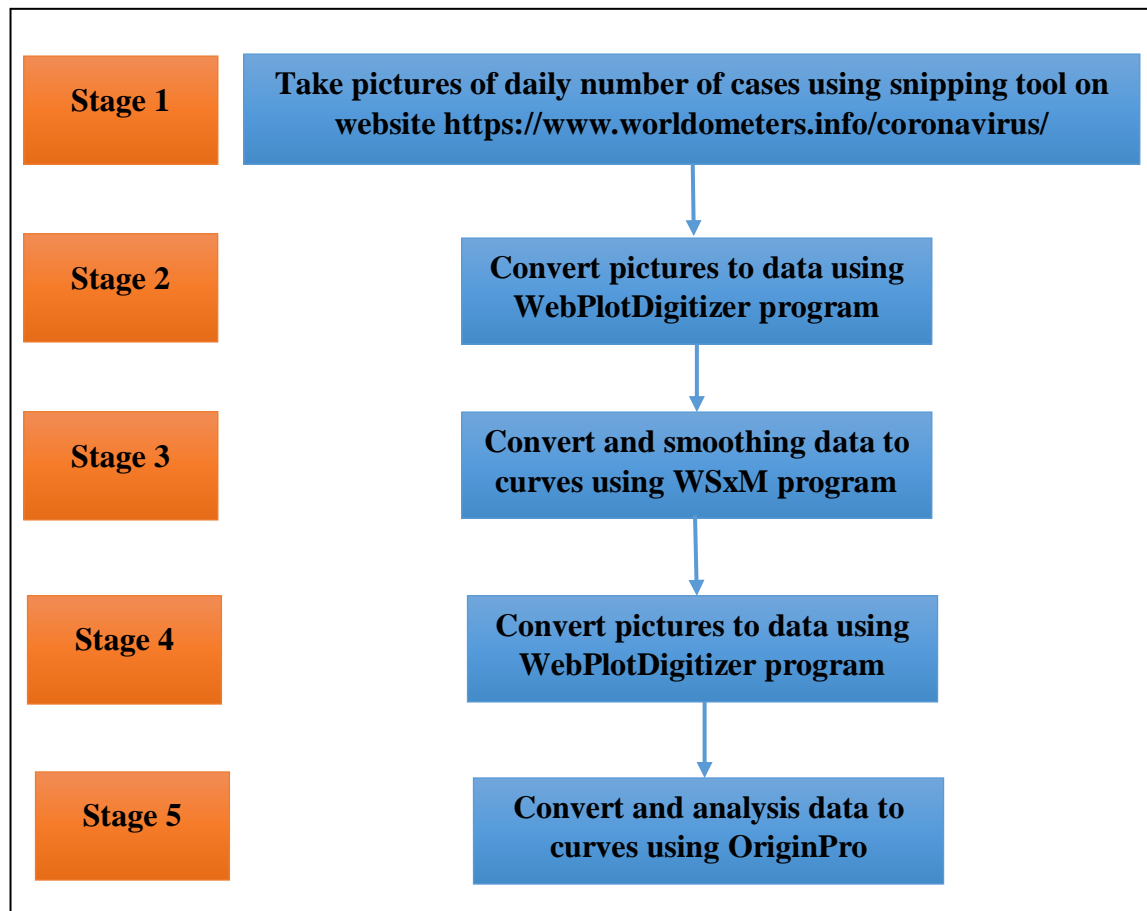 Stage 1
Take pictures of daily number of cases using snipping tool on
website https://www.worldometers.info/coronavirus/
Stage 2
Convert pictures to data using
WebPlotDigitizer program
Stage 3
Convert and smoothing data to
curves using WSxM program
Stage 4
Convert pictures to data using
WebPlotDigitizer program
Stage 5
Convert and analysis data to
curves using OriginPro